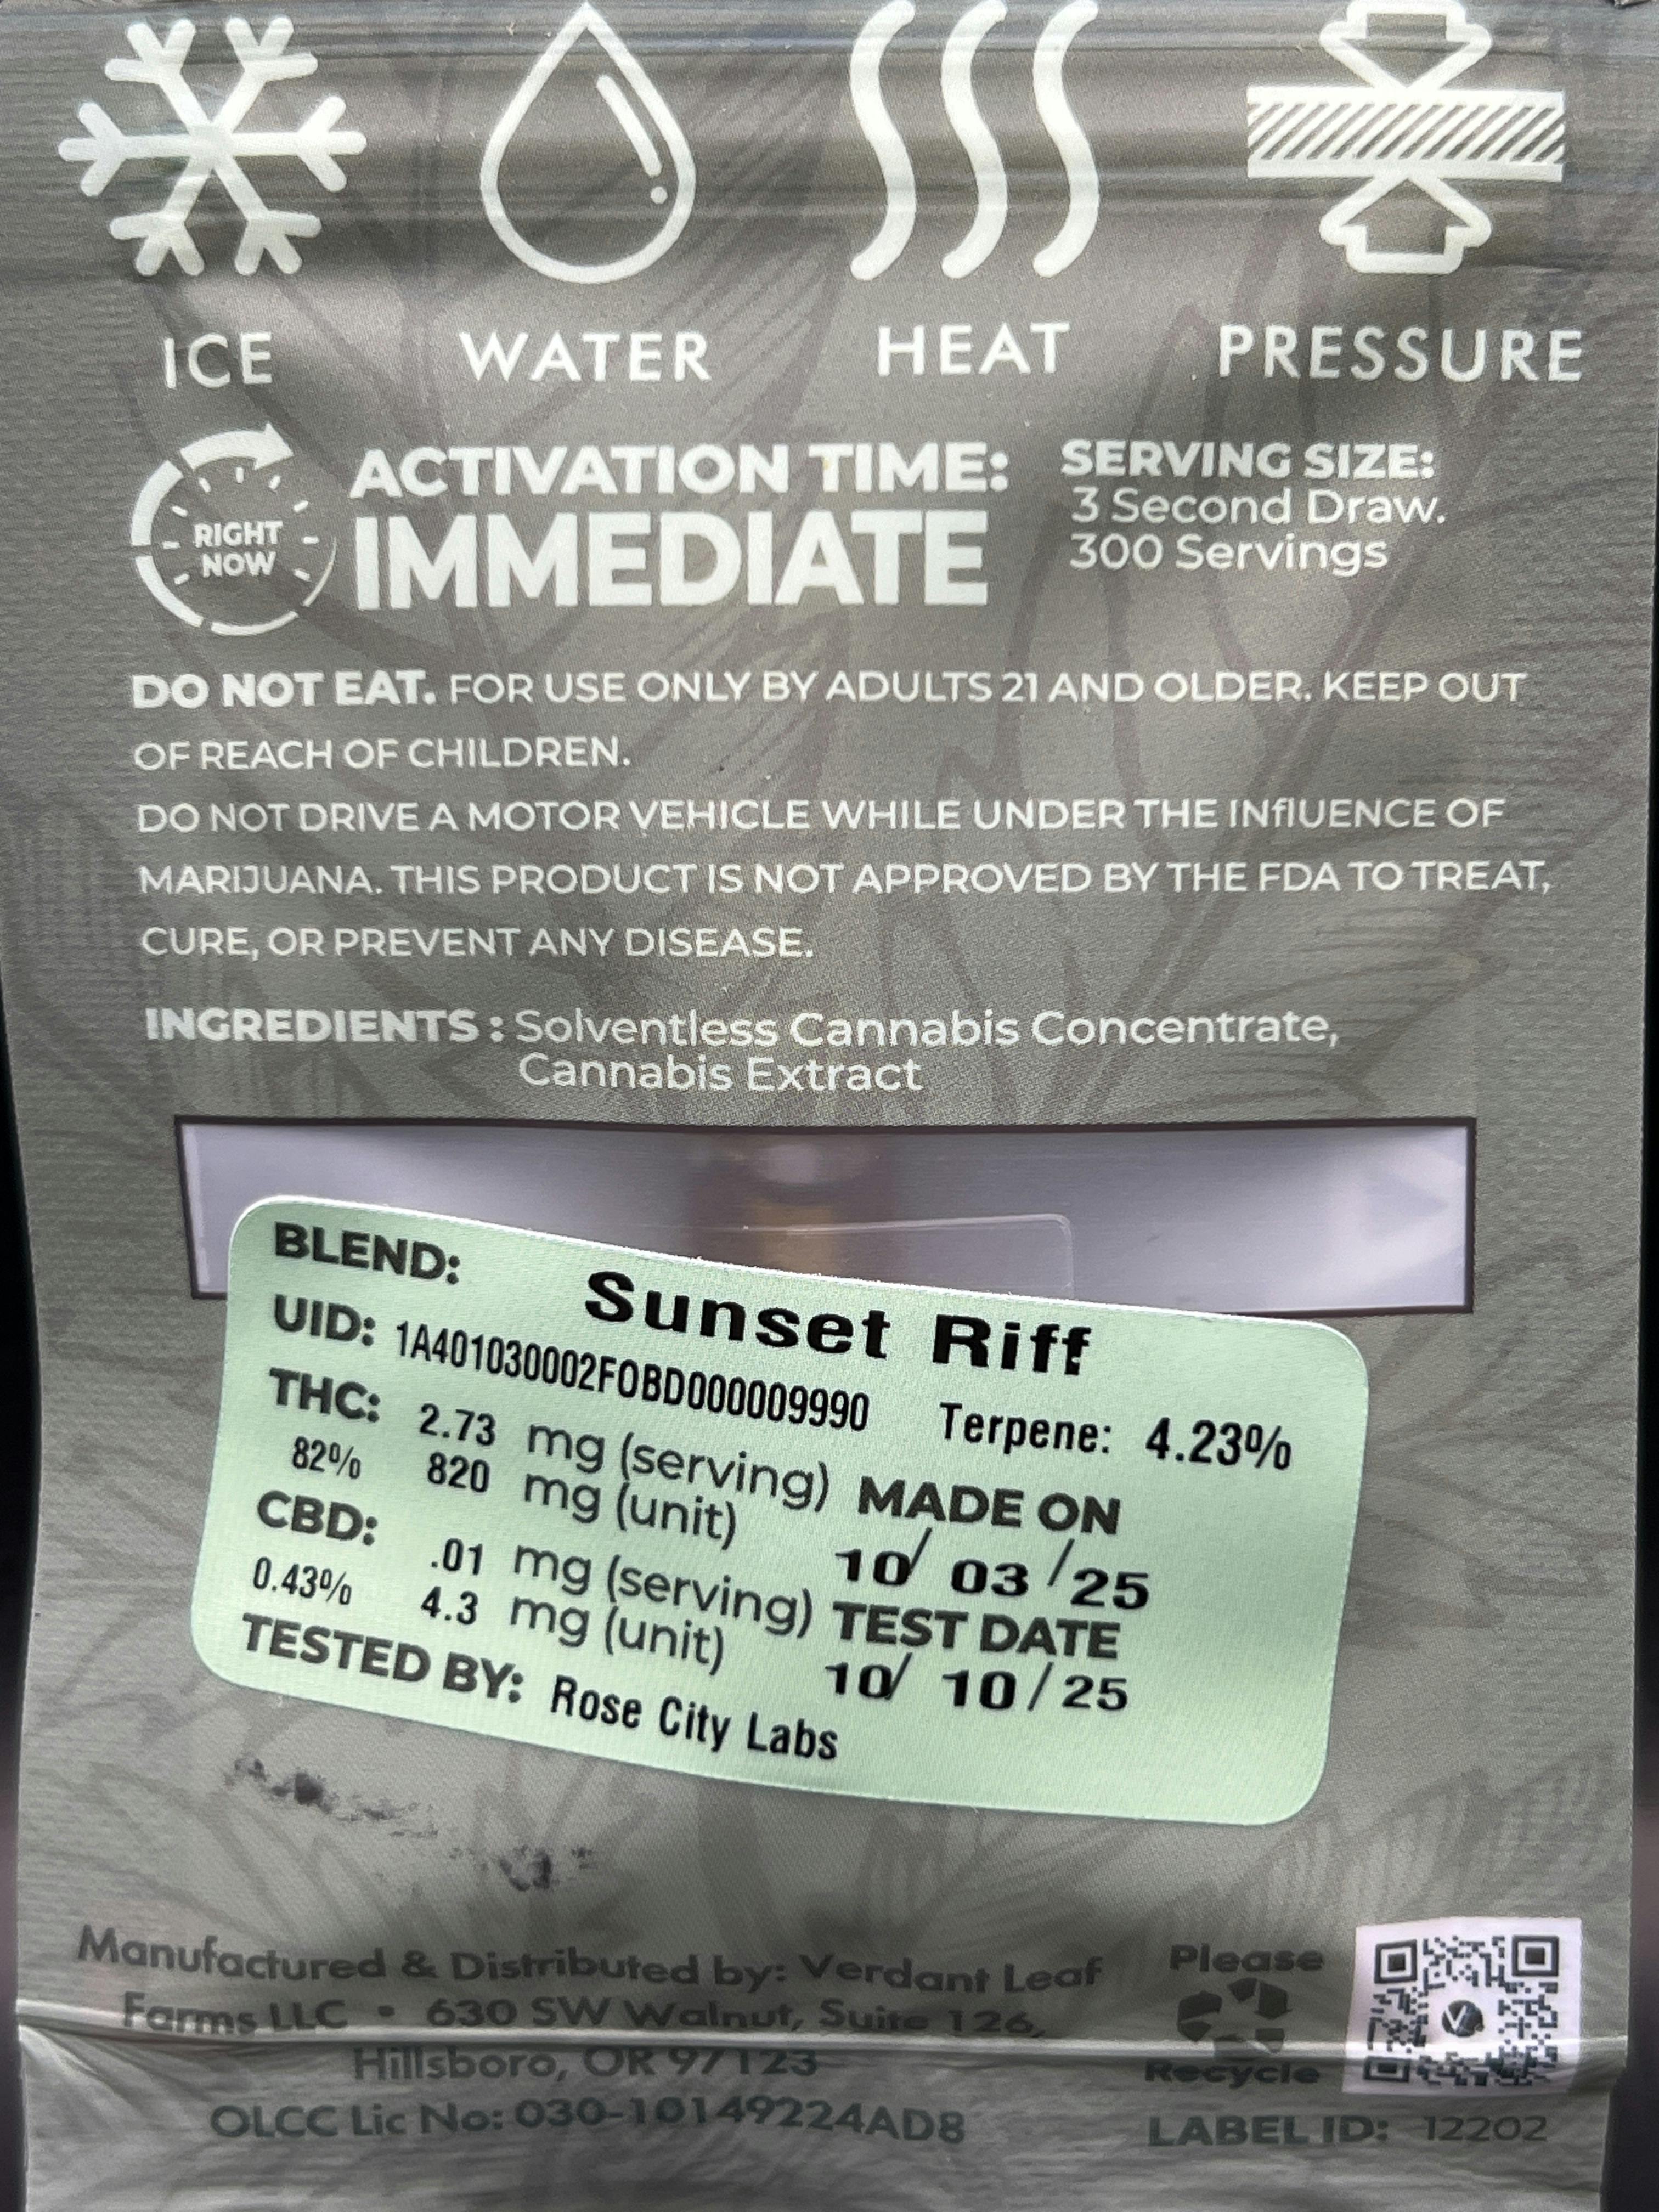 ICE WATER HEAT PRESSURE
RIGHT
NOW
ACTIVATION TIME:
IMMEDIATE
SERVING SIZE:
3 Second Draw.
300 Servings
DO NOT EAT. FOR USE ONLY BY ADULTS 21 AND OLDER. KEEP OUT
OF REACH OF CHILDREN.
DO NOT DRIVE A MOTOR VEHICLE WHILE UNDER THE INflUENCE OF
MARIJUANA. THIS PRODUCT IS NOT APPROVED BY THE FDA TO TREAT,
CURE, OR PREVENT ANY DISEASE.
INGREDIENTS : Solventless Cannabis Concentrate,
Cannabis Extract
BLEND: Sunset Riff
UID: 1A401030002F0BD000009990 Terpene: 4.23%
THC: 2.73 mg (serving)
82% 820 mg (unit)
CBD: .01 mg (serving)
0.43% 4.3 mg (unit)
TESTED BY: Rose City Labs
MADE ON
10/ 03 /25
TEST DATE
10/ 10 /25
Manufactured & Distributed by: Verdant Leaf
Farms LLC • 630 SW Walnut, Suite 126,
Hillsboro, OR 97123
OLCC Lic No: 030-10149224AD8
Please
Recycle
LABEL ID: 12202